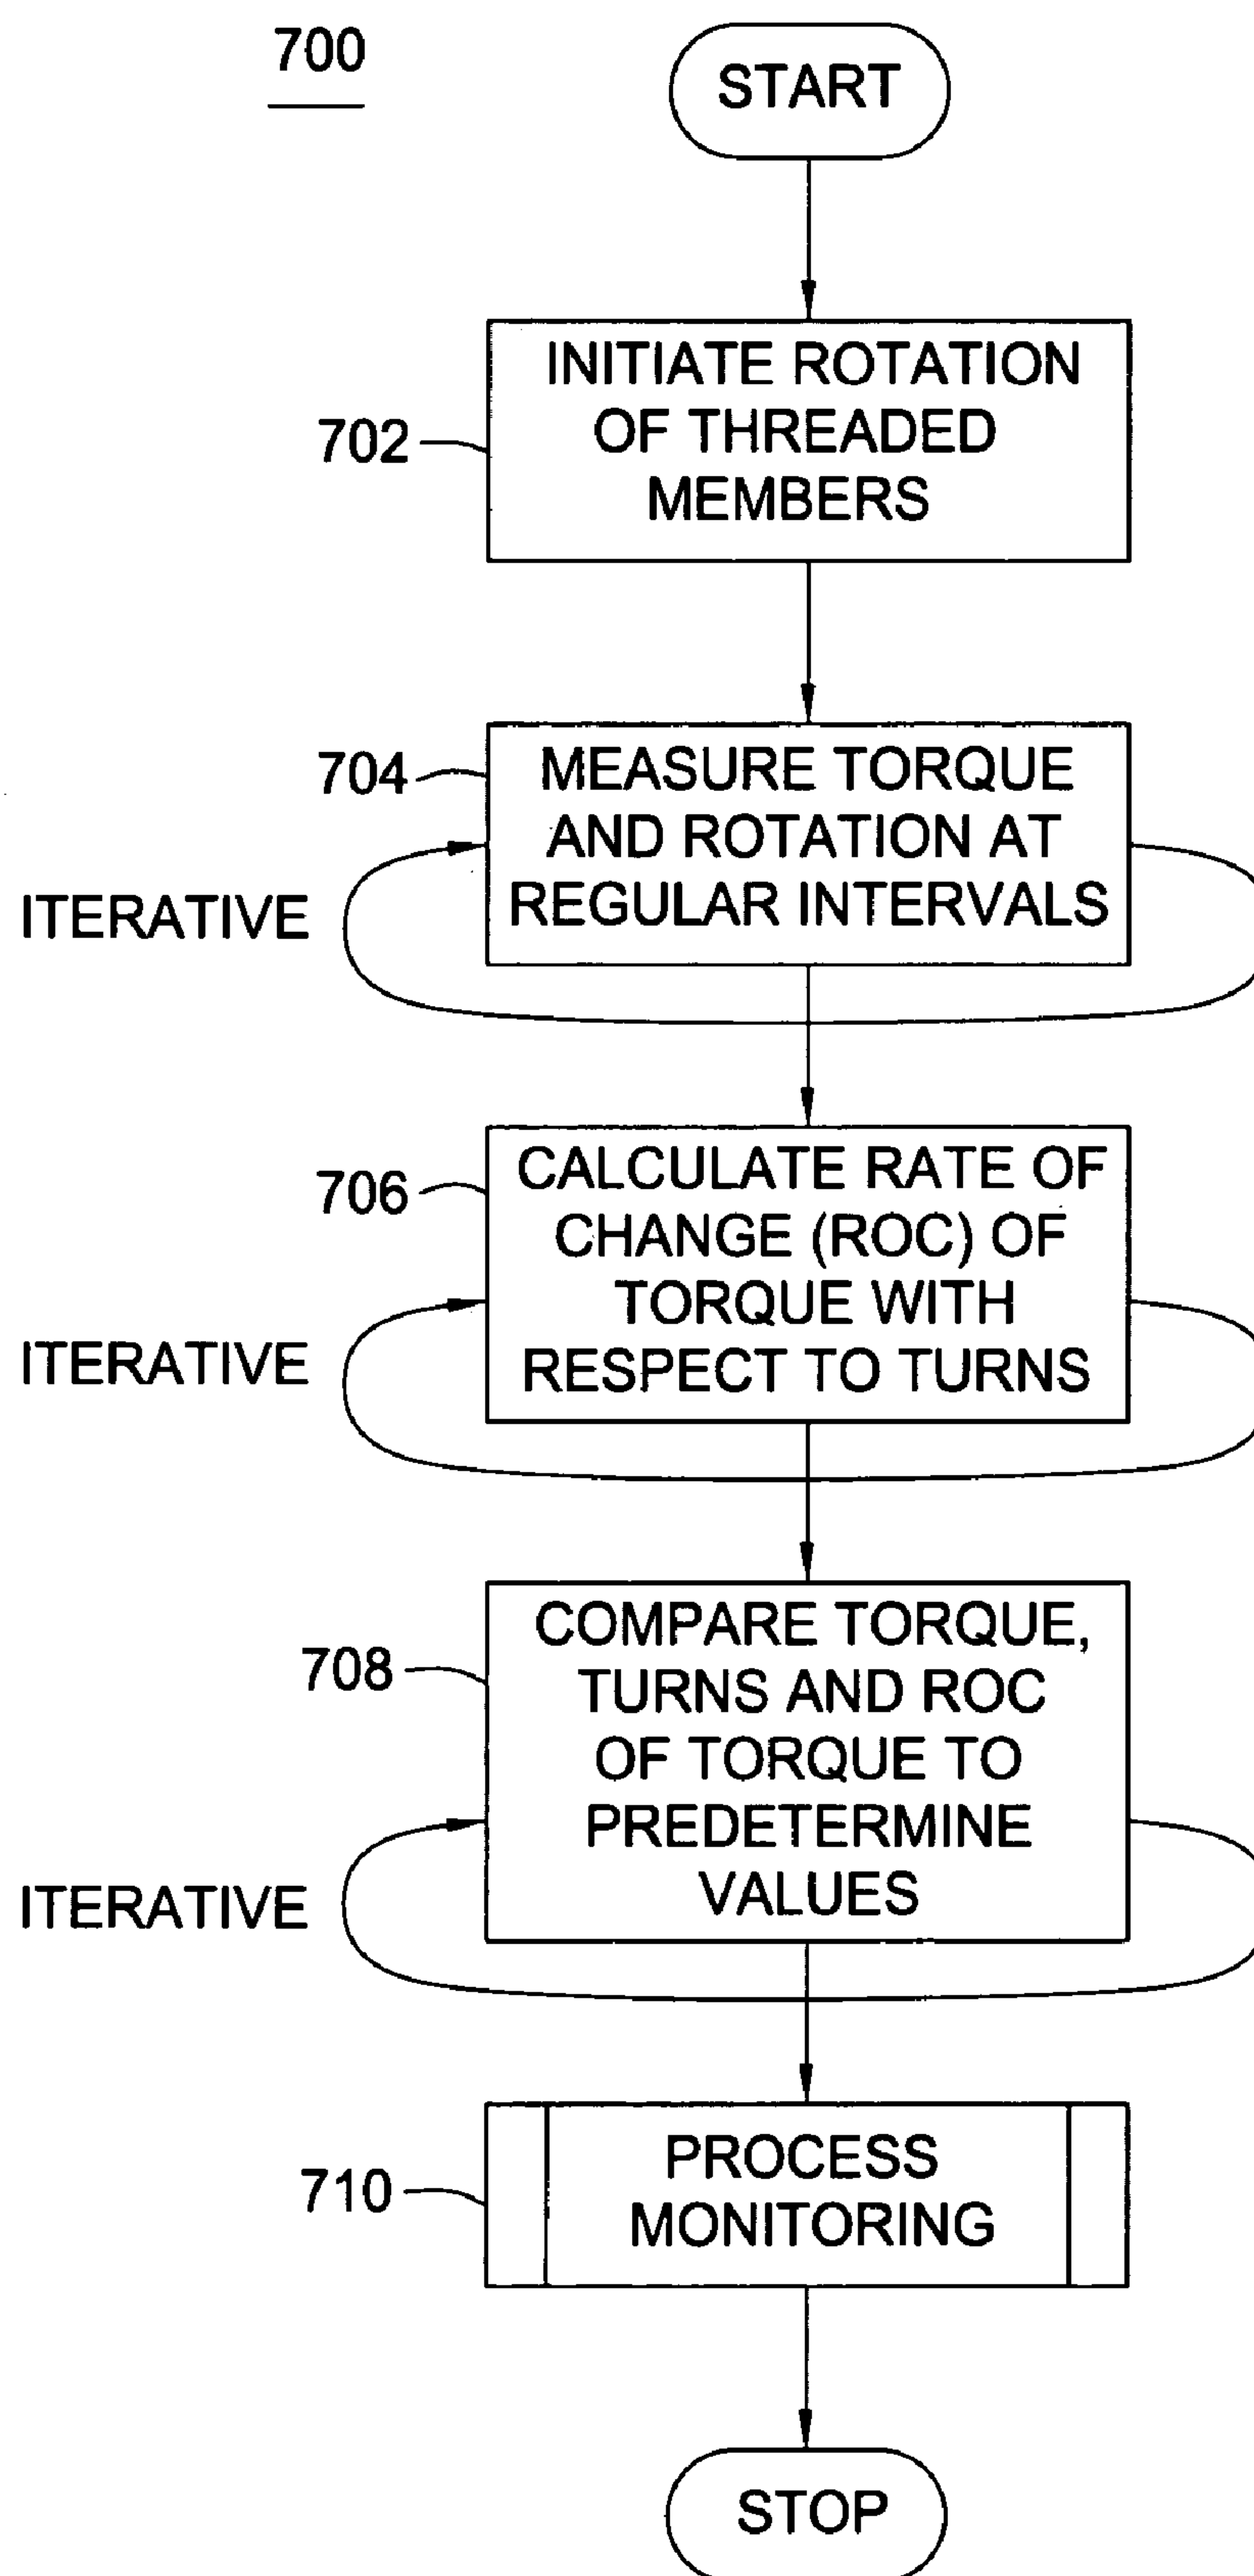 700
START
702
INITIATE ROTATION
OF THREADED
MEMBERS
704
MEASURE TORQUE
AND ROTATION AT
REGULAR INTERVALS
ITERATIVE
706
CALCULATE RATE OF
CHANGE (ROC) OF
TORQUE WITH
RESPECT TO TURNS
ITERATIVE
708
COMPARE TORQUE,
TURNS AND ROC
OF TORQUE TO
PREDETERMINE
VALUES
ITERATIVE
710
PROCESS
MONITORING
STOP